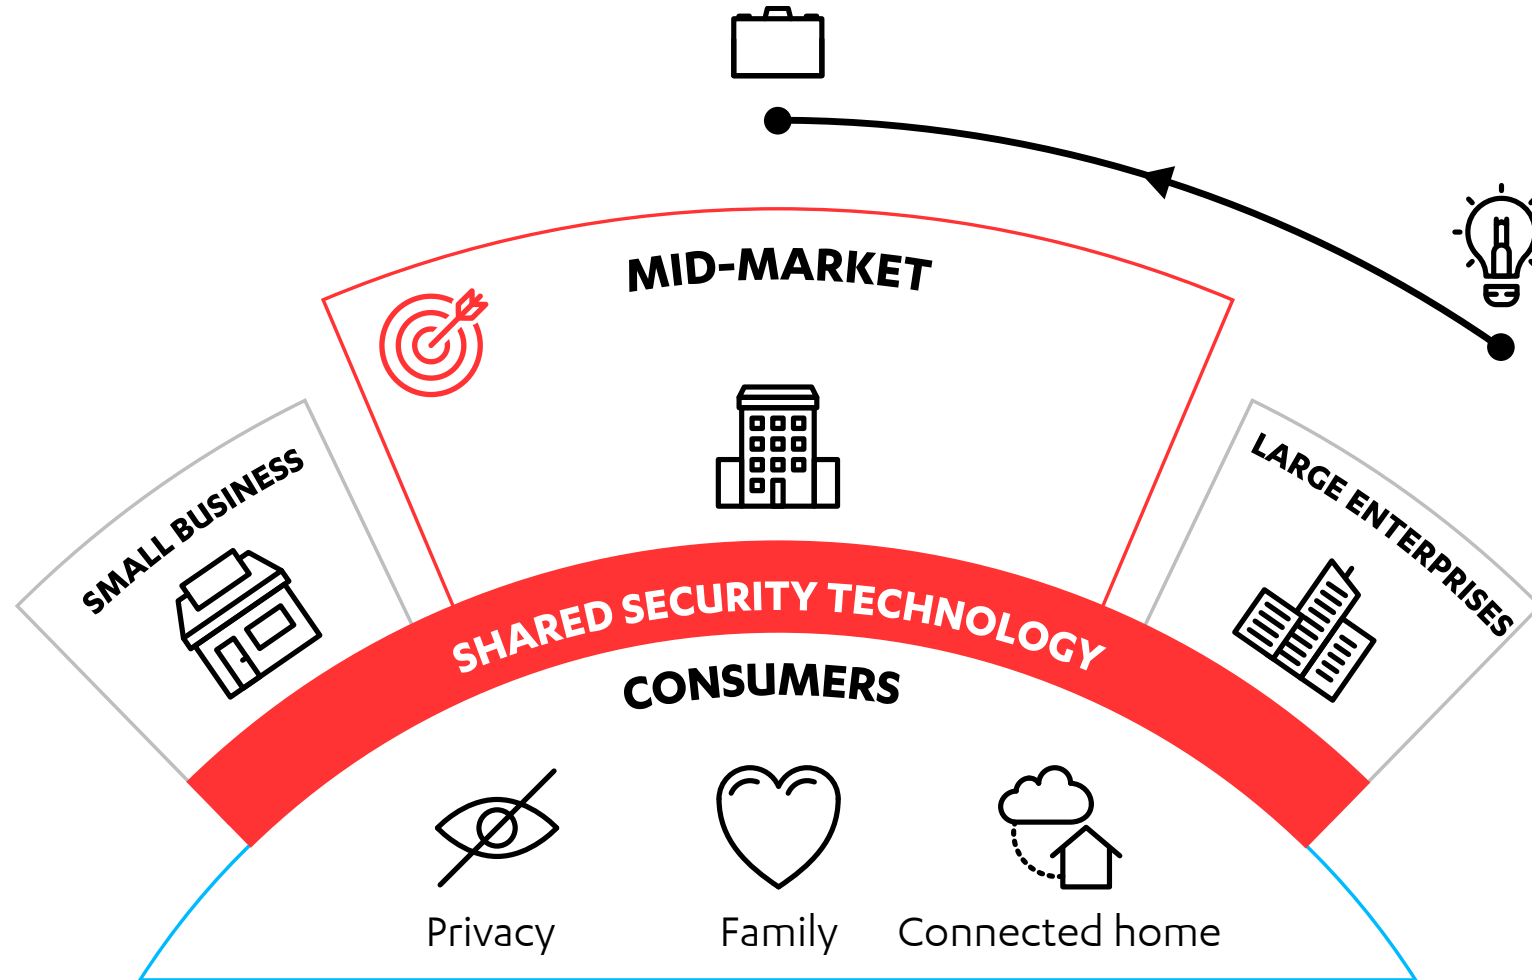 MID-MARKET
SMALL BUSINESS
LARGE ENTERPRISES
SHARED SECURITY TECHNOLOGY
CONSUMERS
Privacy
Family
Connected home